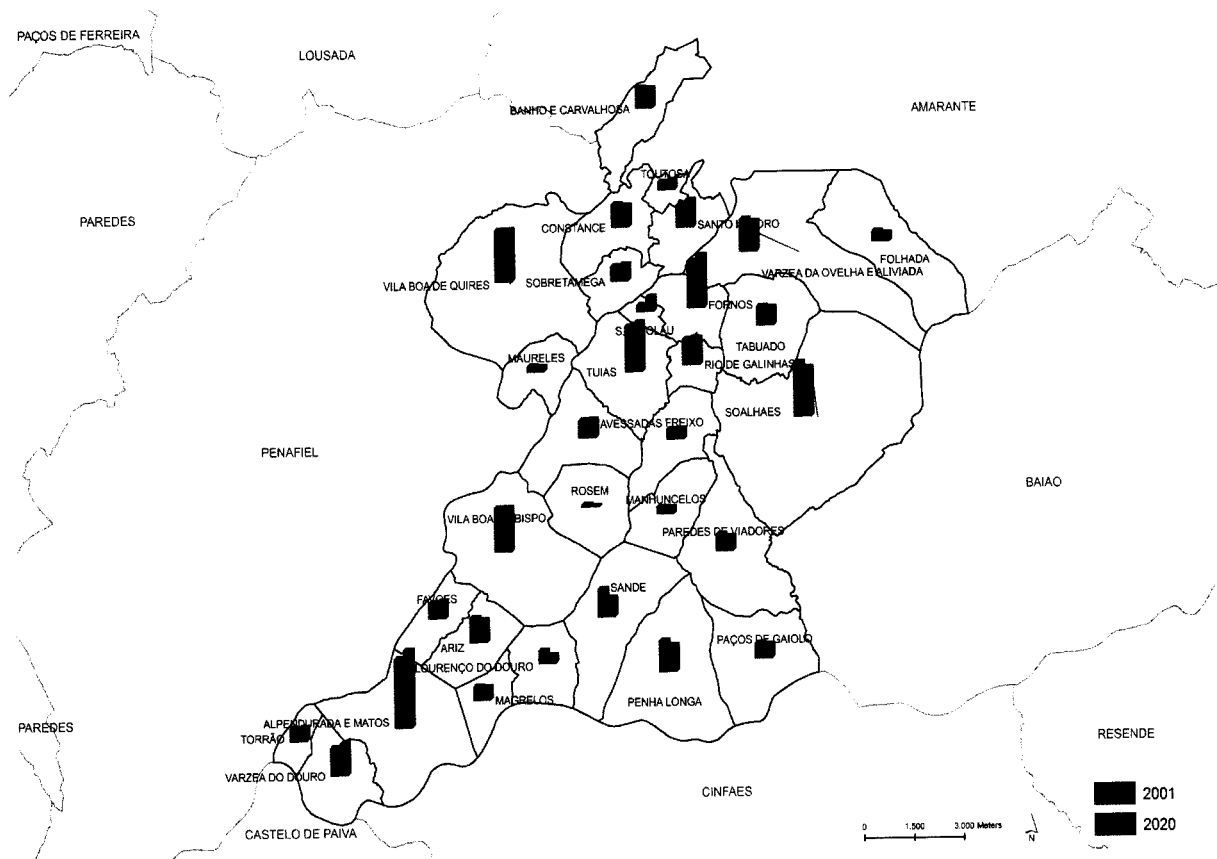 PAÇOS DE FERREIRA
LOUSADA
BANHO E CARVALHOSA
AMARANTE
TOUTOSA
PAREDES
CONSTANCE
FOLHADA
VARZEA DA OVELHA E ALIVIADA
VILA BOA DE QUIRES
SOBRETAMEGA
FORNOS
TABUADO
MAURELES
TUIAS
RIO DE GALINHAS
SOALHAES
AVESSADAS FREIXO
PENAFIEL
BAIAO
ROSEM
MANHUNCELOS
VILA BOA BISPO
PAREDES DE VIADORES
SANDE
ARIZ
PAÇOS DE GAIOLO
LOURENÇO DO DOURO
MAGRELOS
PENHA LONGA
ALPENDURADA E MATOS
PAREDES
TORRÃO
RESENDE
VARZEA DO DOURO
CINFAES
2001
2020
CASTELO DE PAIVA
0 1.500 3.000 Meters
N